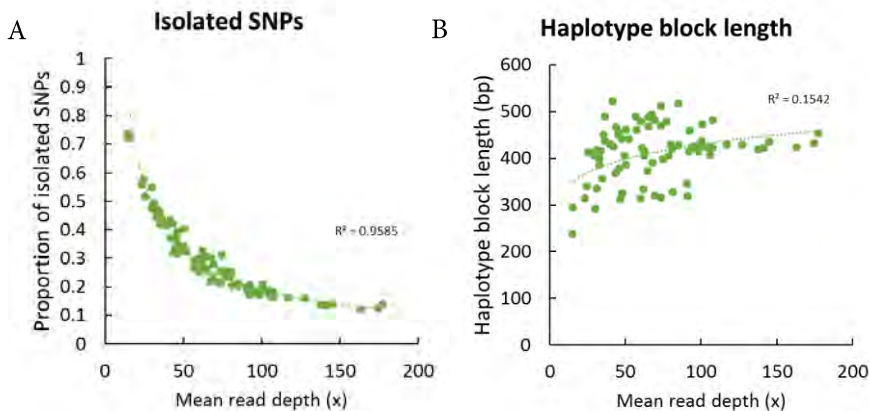 A
Isolated SNPs
Proportion of isolated SNPs
1
0.9
0.8
0.7
0.6
0.5
0.4
0.3
0.2
0.1
0
R² = 0.9585
0 50 100 150 200
Mean read depth (x)
B
Haplotype block length
Haplotype block length (bp)
600
500
400
300
200
100
0
R² = 0.1542
0 50 100 150 200
Mean read depth (x)